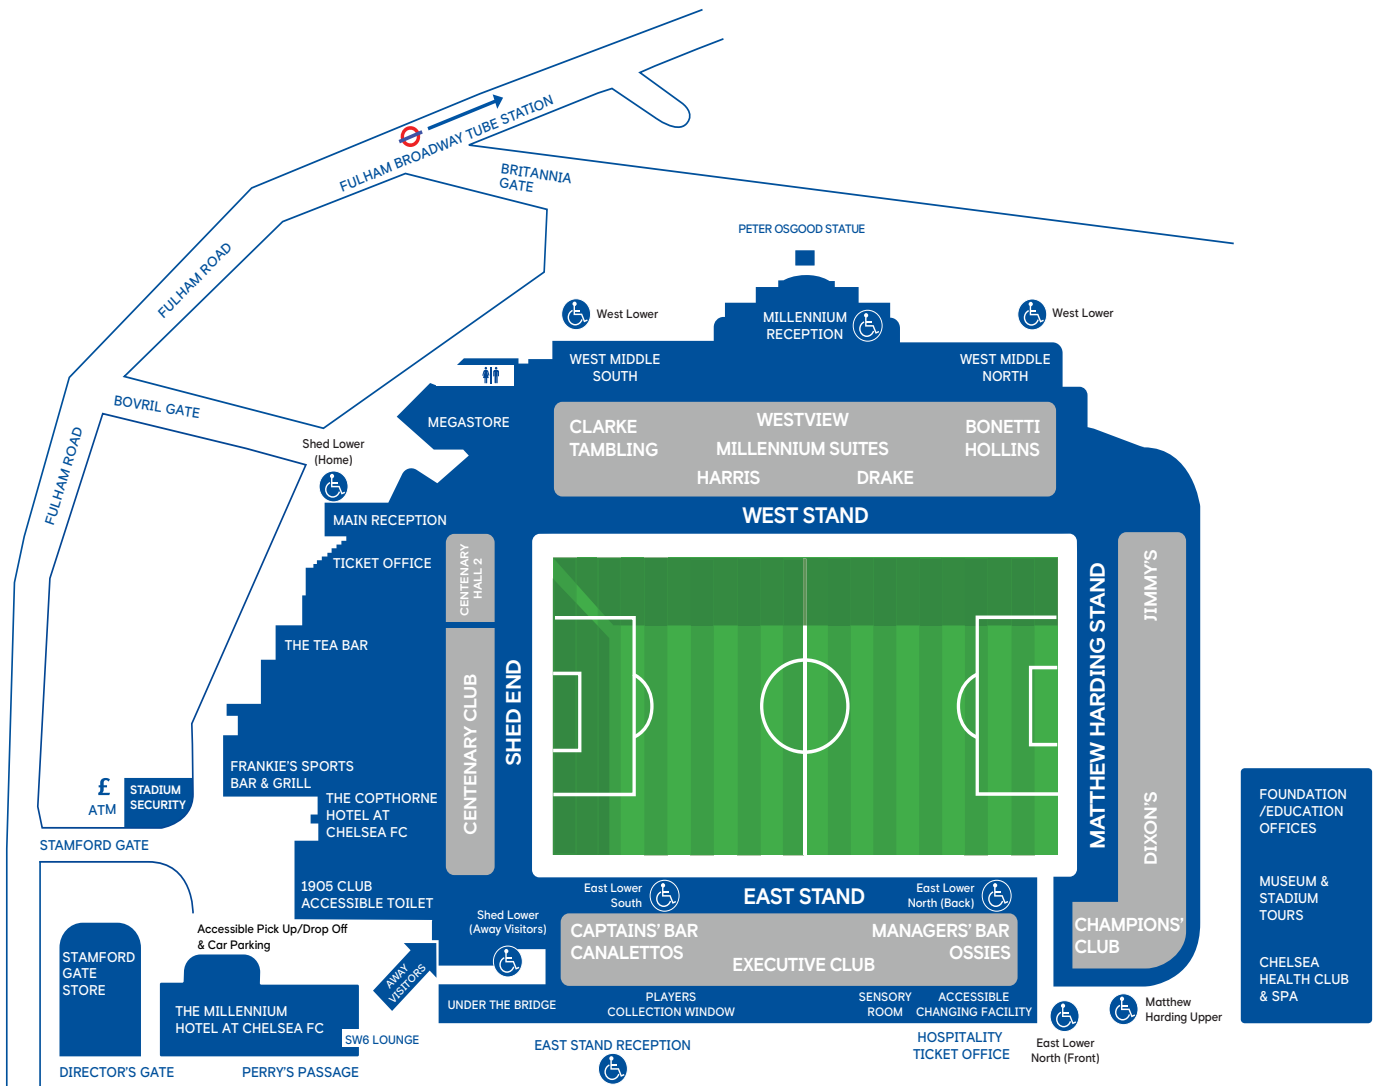 FULHAM BROADWAY TUBE STATION
BRITANNIA
GATE
FULHAM ROAD
PETER OSGOOD STATUE
West Lower
MILLENNIUM
RECEPTION
West Lower
WEST MIDDLE
SOUTH
WEST MIDDLE
NORTH
BOVRIL GATE
MEGASTORE
FULHAM ROAD
Shed Lower
(Home)
CLARKE
TAMBLING
WESTVIEW
MILLENNIUM SUITES
HARRIS
DRAKE
BONETTI
HOLLINS
WEST STAND
MAIN RECEPTION
TICKET OFFICE
THE TEA BAR
CENTENARY
HALL 2
CENTENARY CLUB
SHED END
MATTHEW HARDING STAND
JIMMY'S
DIXON'S
FRANKIE'S SPORTS
BAR & GRILL
THE COPTHORNE
HOTEL AT
CHELSEA FC
£
ATM
STADIUM
SECURITY
STAMFORD GATE
1905 CLUB
ACCESSIBLE TOILET
East Lower
South
EAST STAND
East Lower
North (Back)
Shed Lower
(Away Visitors)
CAPTAINS' BAR
CANALETTOS
EXECUTIVE CLUB
MANAGERS' BAR
OSSIES
CHAMPIONS'
CLUB
FOUNDATION
/EDUCATION
OFFICES
MUSEUM &
STADIUM
TOURS
CHELSEA
HEALTH CLUB
& SPA
Accessible Pick Up/Drop Off
& Car Parking
STAMFORD
GATE
STORE
THE MILLENNIUM
HOTEL AT CHELSEA FC
AWAY
VISITORS
SW6 LOUNGE
UNDER THE BRIDGE
PLAYERS
COLLECTION WINDOW
SENSORY
ROOM
ACCESSIBLE
CHANGING FACILITY
EAST STAND RECEPTION
HOSPITALITY
TICKET OFFICE
East Lower
North (Front)
Matthew
Harding Upper
DIRECTOR'S GATE
PERRY'S PASSAGE